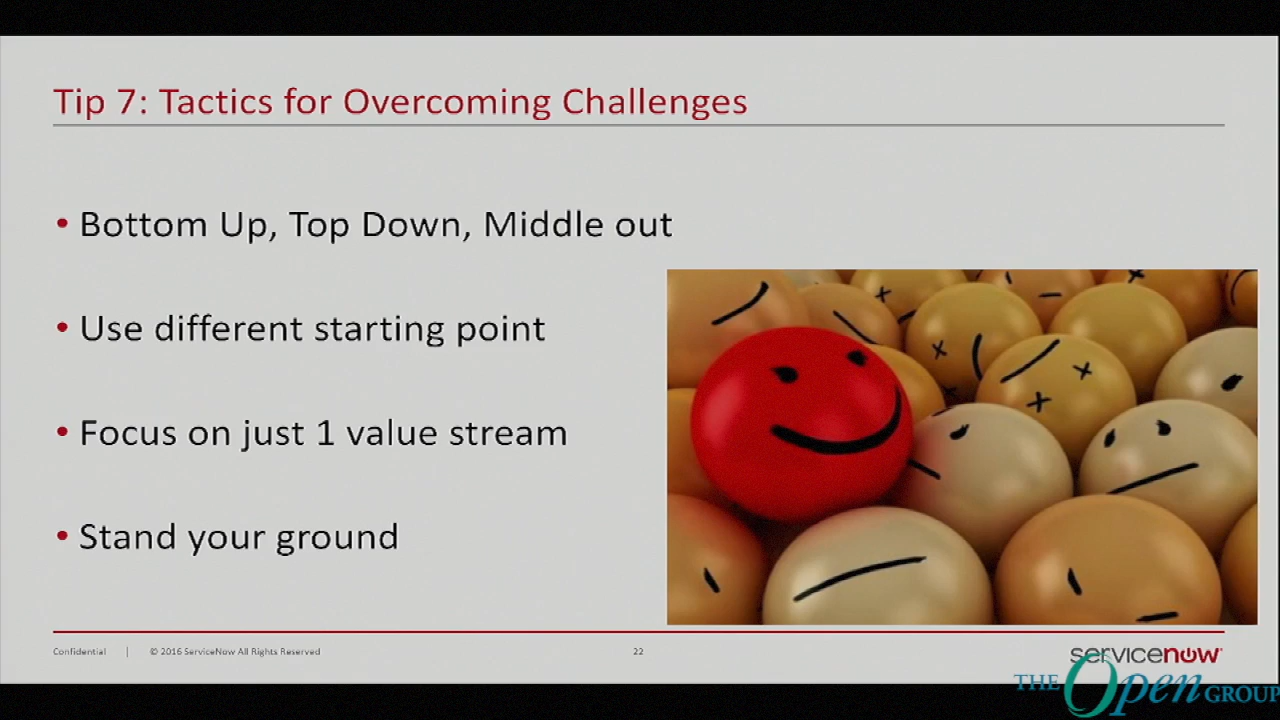 Tip 7: Tactics for Overcoming Challenges
• Bottom Up, Top Down, Middle out
• Use different starting point
• Focus on just 1 value stream
• Stand your ground
Confidential | © 2016 ServiceNow All Rights Reserved 22
servicenow
THE Open GROUP